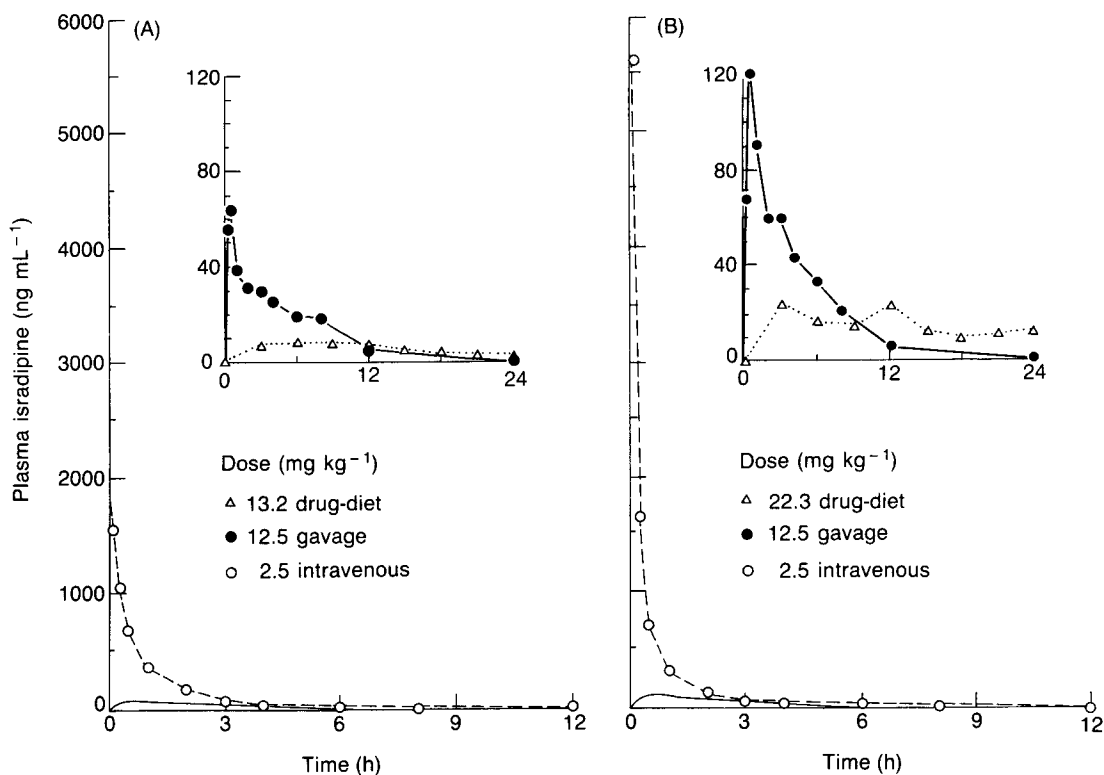 (A)
6000
5000
4000
3000
2000
1000
0
Plasma isradipine (ng mL⁻¹)
120
80
40
0
0 12 24
Dose (mg kg⁻¹)
△ 13.2 drug-diet
● 12.5 gavage
○ 2.5 intravenous
0 3 6 9 12
Time (h)
(B)
120
80
40
0
0 12 24
Dose (mg kg⁻¹)
△ 22.3 drug-diet
● 12.5 gavage
○ 2.5 intravenous
0 3 6 9 12
Time (h)